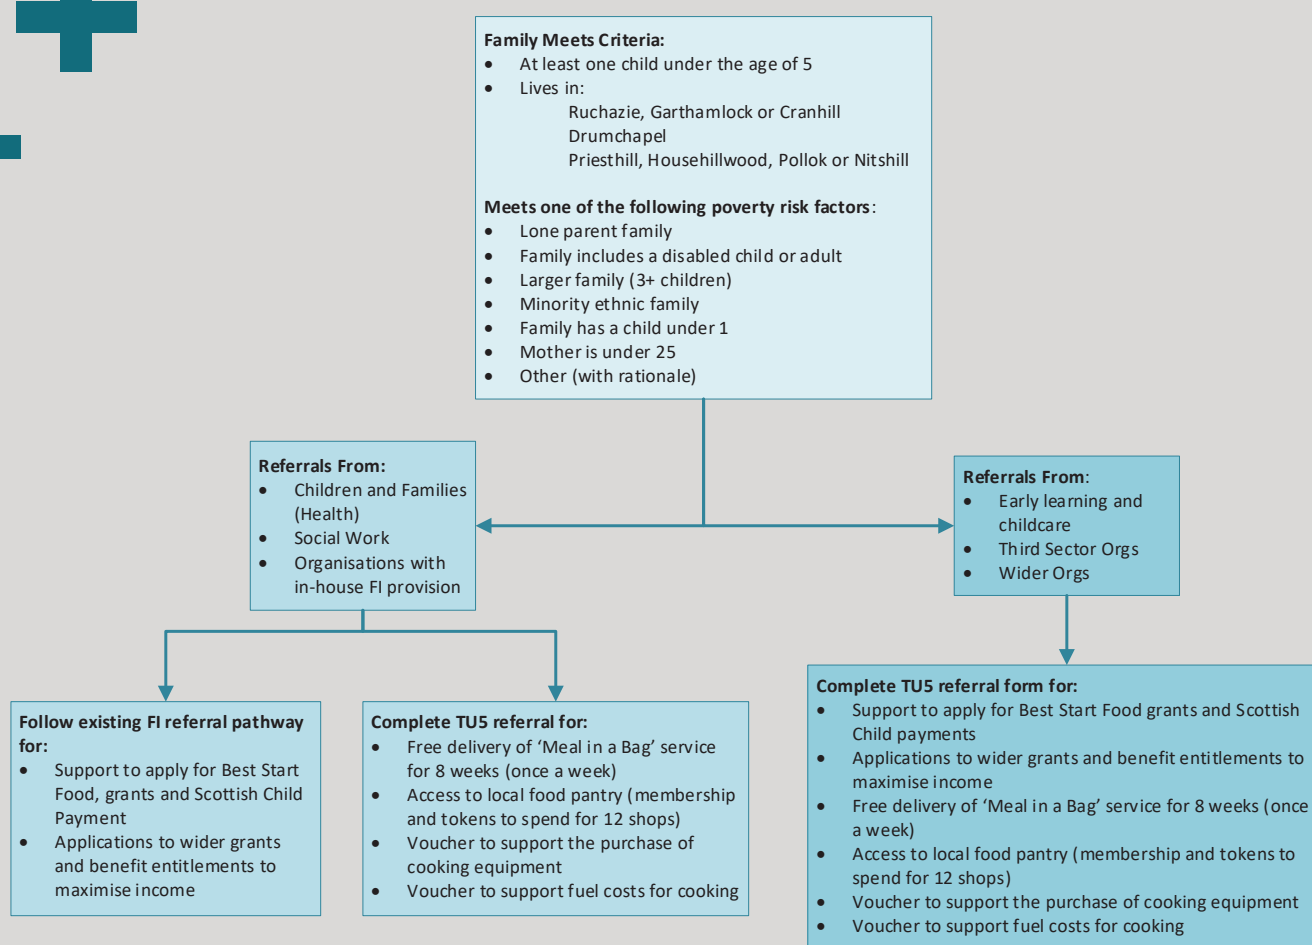 Family Meets Criteria:
• At least one child under the age of 5
• Lives in:
Ruchazie, Garthamlock or Cranhill
Drumchapel
Priesthill, Househillwood, Pollok or Nitshill
Meets one of the following poverty risk factors:
• Lone parent family
• Family includes a disabled child or adult
• Larger family (3+ children)
• Minority ethnic family
• Family has a child under 1
• Mother is under 25
• Other (with rationale)
Referrals From:
• Children and Families
(Health)
• Social Work
• Organisations with
in-house FI provision
Referrals From:
• Early learning and
childcare
• Third Sector Orgs
• Wider Orgs
Follow existing FI referral pathway
for:
• Support to apply for Best Start
Food, grants and Scottish Child
Payment
• Applications to wider grants
and benefit entitlements to
maximise income
Complete TU5 referral for:
• Free delivery of ‘Meal in a Bag’ service
for 8 weeks (once a week)
• Access to local food pantry (membership
and tokens to spend for 12 shops)
• Voucher to support the purchase of
cooking equipment
• Voucher to support fuel costs for cooking
Complete TU5 referral form for:
• Support to apply for Best Start Food grants and Scottish
Child payments
• Applications to wider grants and benefit entitlements to
maximise income
• Free delivery of ‘Meal in a Bag’ service for 8 weeks (once
a week)
• Access to local food pantry (membership and tokens to
spend for 12 shops)
• Voucher to support the purchase of cooking equipment
• Voucher to support fuel costs for cooking